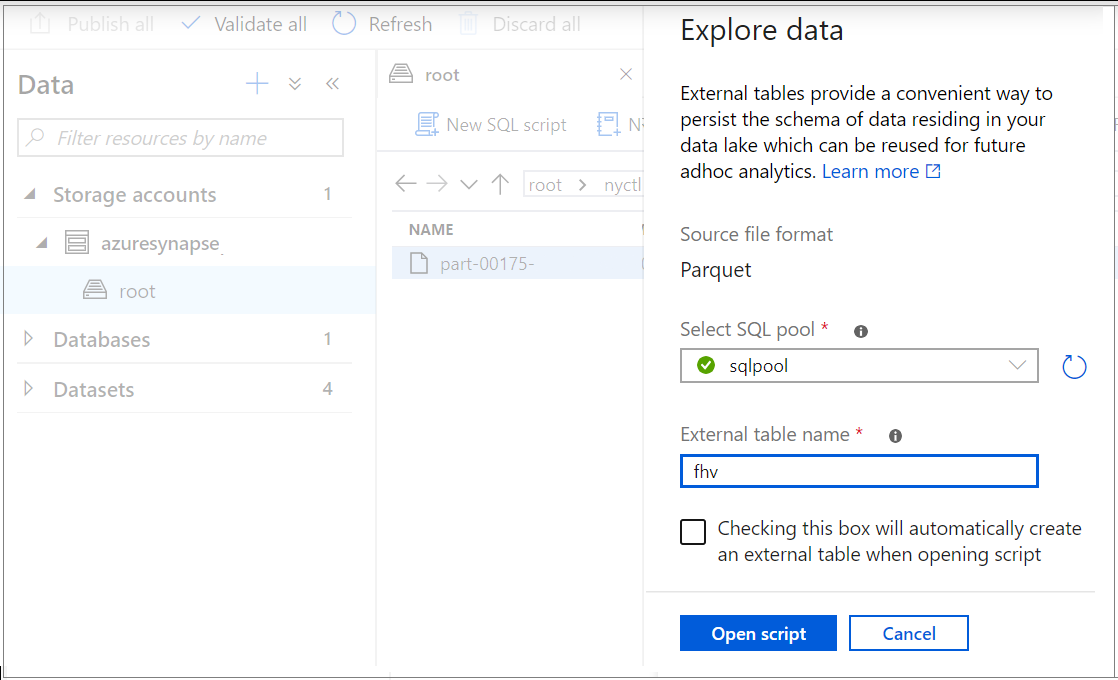 Publish all
Validate all
Refresh
Discard all
Data
Filter resources by name
Storage accounts 1
azuresynapse
root
Databases 1
Datasets 4
root
New SQL script
root > nyctl
NAME
part-00175-
Explore data
External tables provide a convenient way to
persist the schema of data residing in your
data lake which can be reused for future
adhoc analytics. Learn more
Source file format
Parquet
Select SQL pool *
sqlpool
External table name *
fhv
Checking this box will automatically create
an external table when opening script
Open script
Cancel